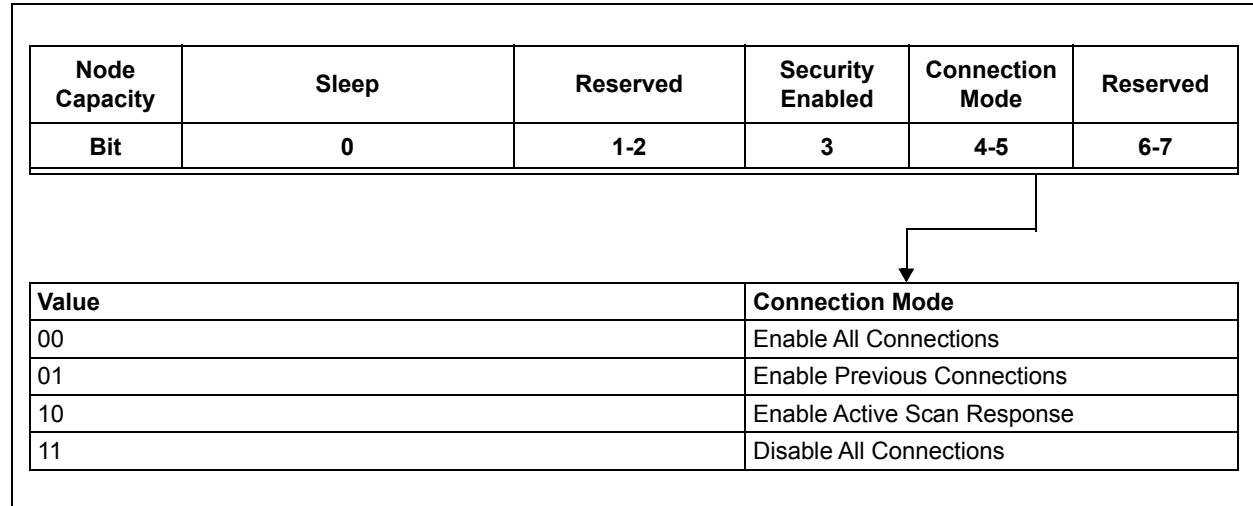 Node Capacity Sleep Reserved Security Enabled Connection Mode Reserved
Bit 0 1-2 3 4-5 6-7
Value Connection Mode
00 Enable All Connections
01 Enable Previous Connections
10 Enable Active Scan Response
11 Disable All Connections